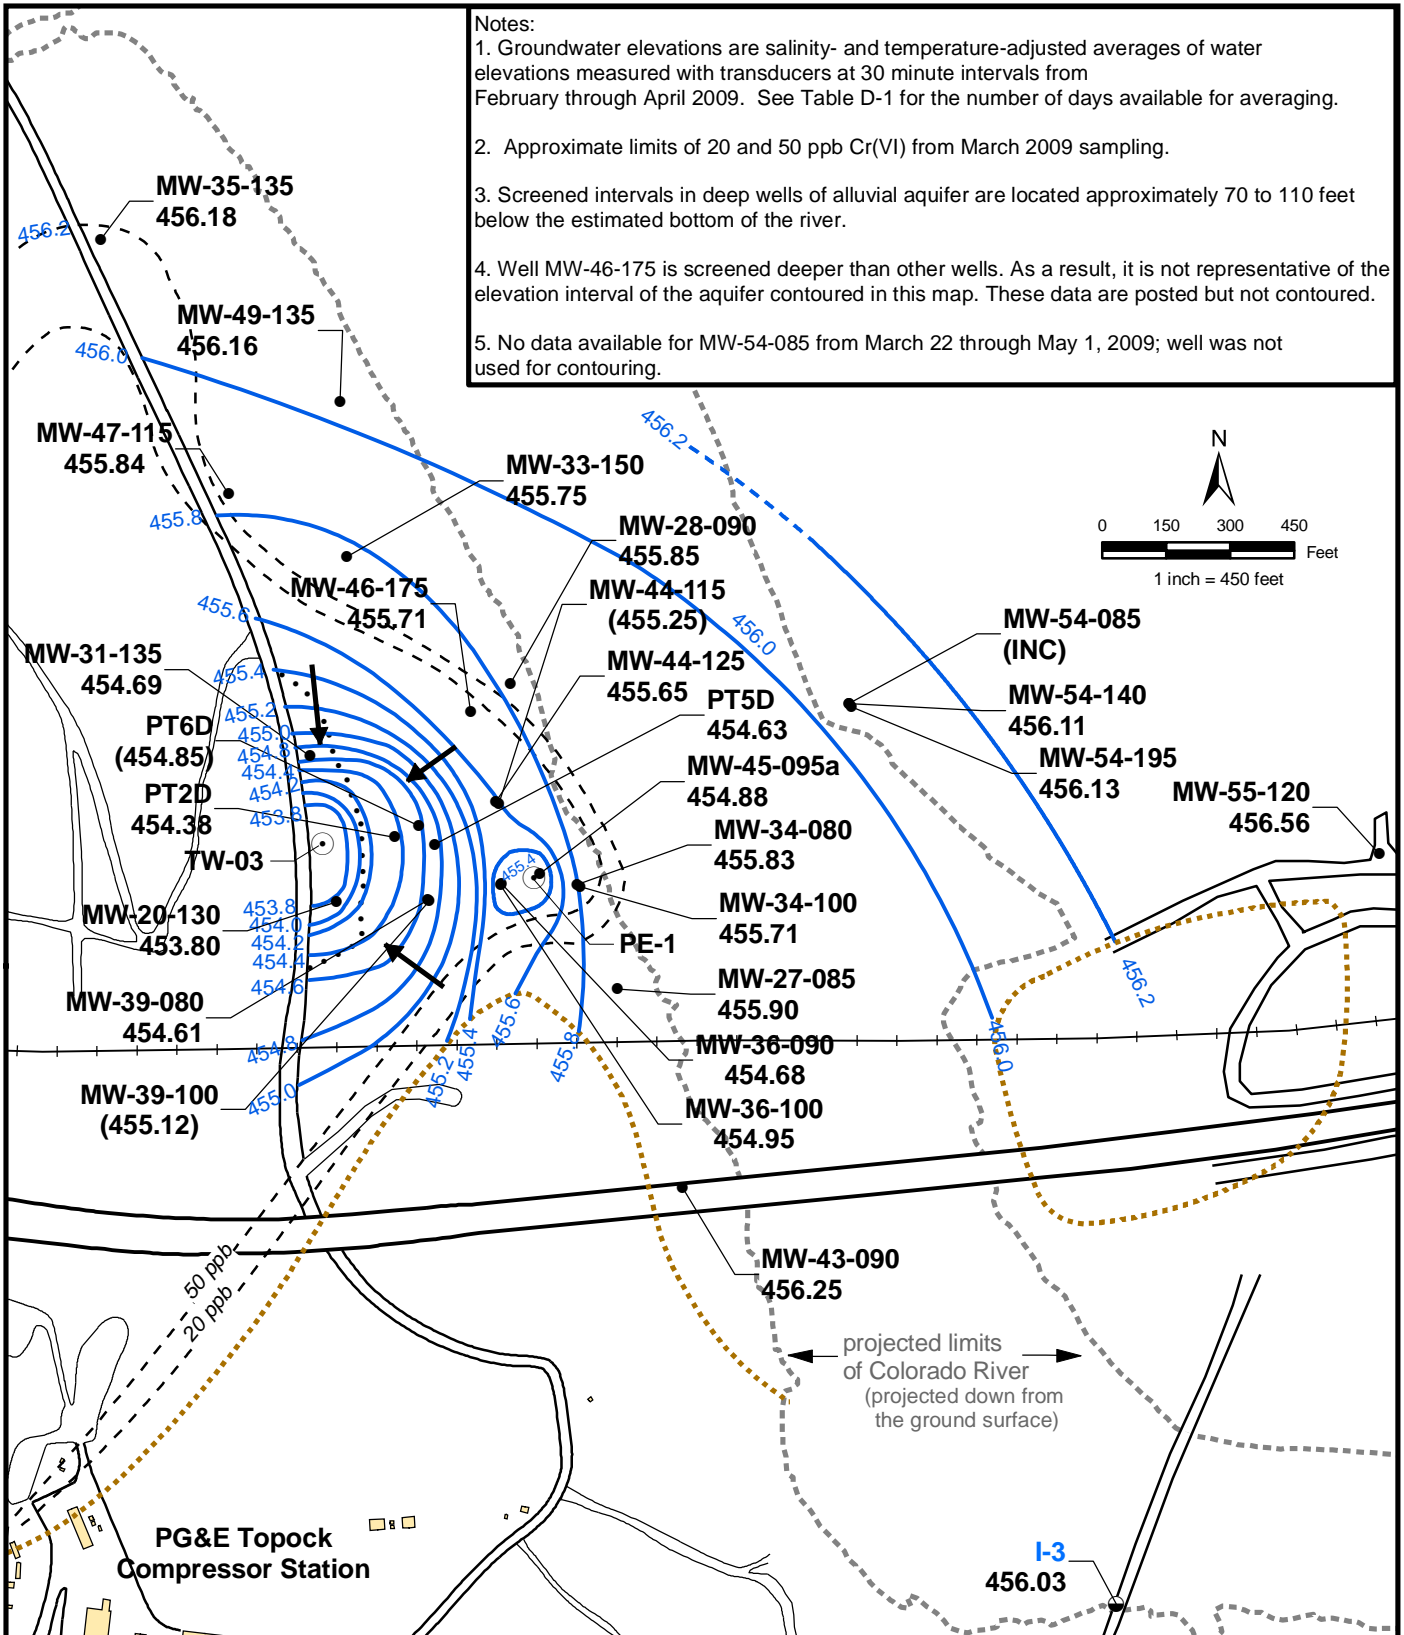 Notes:
1. Groundwater elevations are salinity- and temperature-adjusted averages of water
elevations measured with transducers at 30 minute intervals from
February through April 2009.  See Table D-1 for the number of days available for averaging.
2.  Approximate limits of 20 and 50 ppb Cr(VI) from March 2009 sampling.
3. Screened intervals in deep wells of alluvial aquifer are located approximately 70 to 110 feet
below the estimated bottom of the river.
4. Well MW-46-175 is screened deeper than other wells. As a result, it is not representative of the
elevation interval of the aquifer contoured in this map. These data are posted but not contoured.
5. No data available for MW-54-085 from March 22 through May 1, 2009; well was not
used for contouring.
MW-35-135
456.18
456.2
MW-49-135
456.16
456.0
MW-47-115
455.84
456.2
N
MW-33-150
455.75
455.8
MW-28-090
455.85
0 150 300 450
Feet
1 inch = 450 feet
MW-46-175
455.71
MW-44-115
(455.25)
455.6
456.0
MW-54-085
(INC)
MW-31-135
454.69
455.4
MW-44-125
455.65
MW-54-140
456.11
455.2
PT5D
454.63
PT6D
(454.85)
455.0
454.8
454.4
454.2
453.8
MW-45-095a
454.88
MW-54-195
456.13
PT2D
454.38
MW-55-120
456.56
MW-34-080
455.83
TW-03
455.4
MW-20-130
453.80
453.8
454.0
454.2
454.4
454.6
MW-34-100
455.71
PE-1
MW-27-085
455.90
456.2
MW-39-080
454.61
455.6
MW-36-090
454.68
454.8
455.2
455.4
455.8
456.0
MW-39-100
(455.12)
455.0
MW-36-100
454.95
MW-43-090
456.25
50 ppb
20 ppb
projected limits
of Colorado River
(projected down from
the ground surface)
PG&E Topock
Compressor Station
I-3
456.03